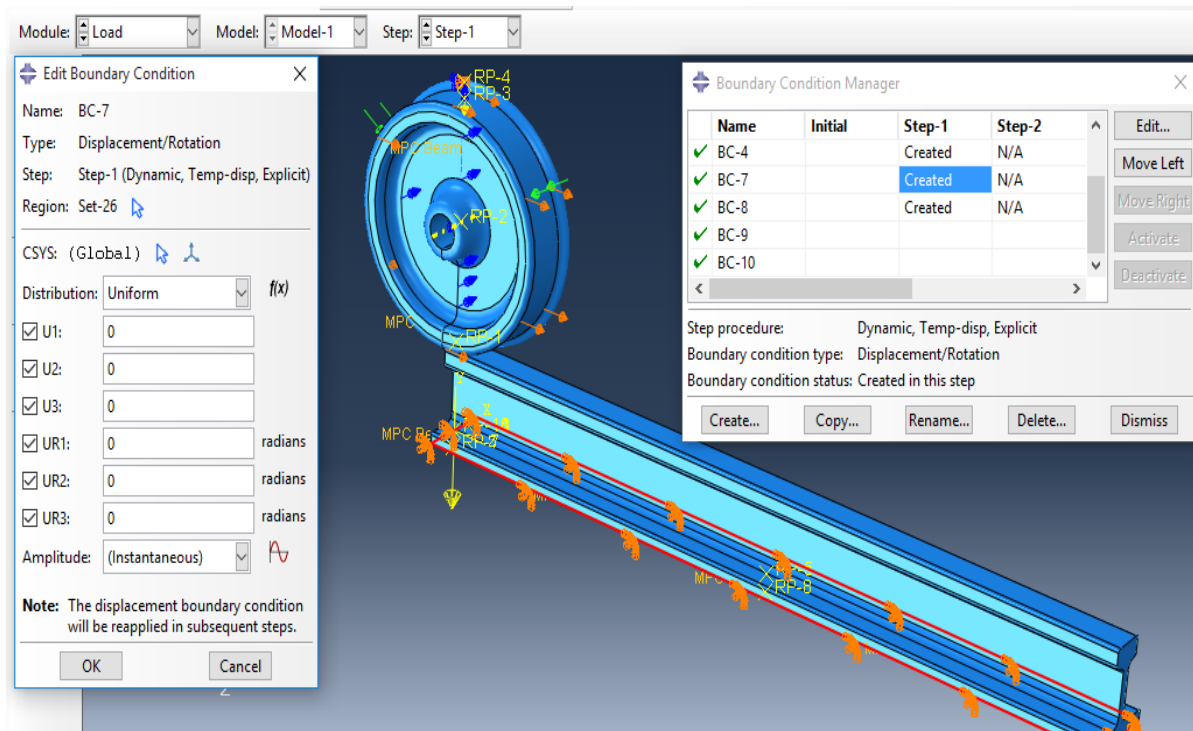 Module: Load Model: Model-1 Step: Step-1
Edit Boundary Condition
Name: BC-7
Type: Displacement/Rotation
Step: Step-1 (Dynamic, Temp-disp, Explicit)
Region: Set-26
CSYS: (Global)
Distribution: Uniform f(x)
U1: 0
U2: 0
U3: 0
UR1: 0 radians
UR2: 0 radians
UR3: 0 radians
Amplitude: (Instantaneous)
Note: The displacement boundary condition
will be reapplied in subsequent steps.
OK Cancel
Z
RP-4
RP-3
MPC Beam
RP-2
MPC
RP-1
Y
X
MPC
MPC
RP-8
Boundary Condition Manager
Name Initial Step-1 Step-2
BC-4 Created N/A
BC-7 Created N/A
BC-8 Created N/A
BC-9
BC-10
Edit...
Move Left
Move Right
Activate
Deactivate
Step procedure: Dynamic, Temp-disp, Explicit
Boundary condition type: Displacement/Rotation
Boundary condition status: Created in this step
Create... Copy... Rename... Delete... Dismiss